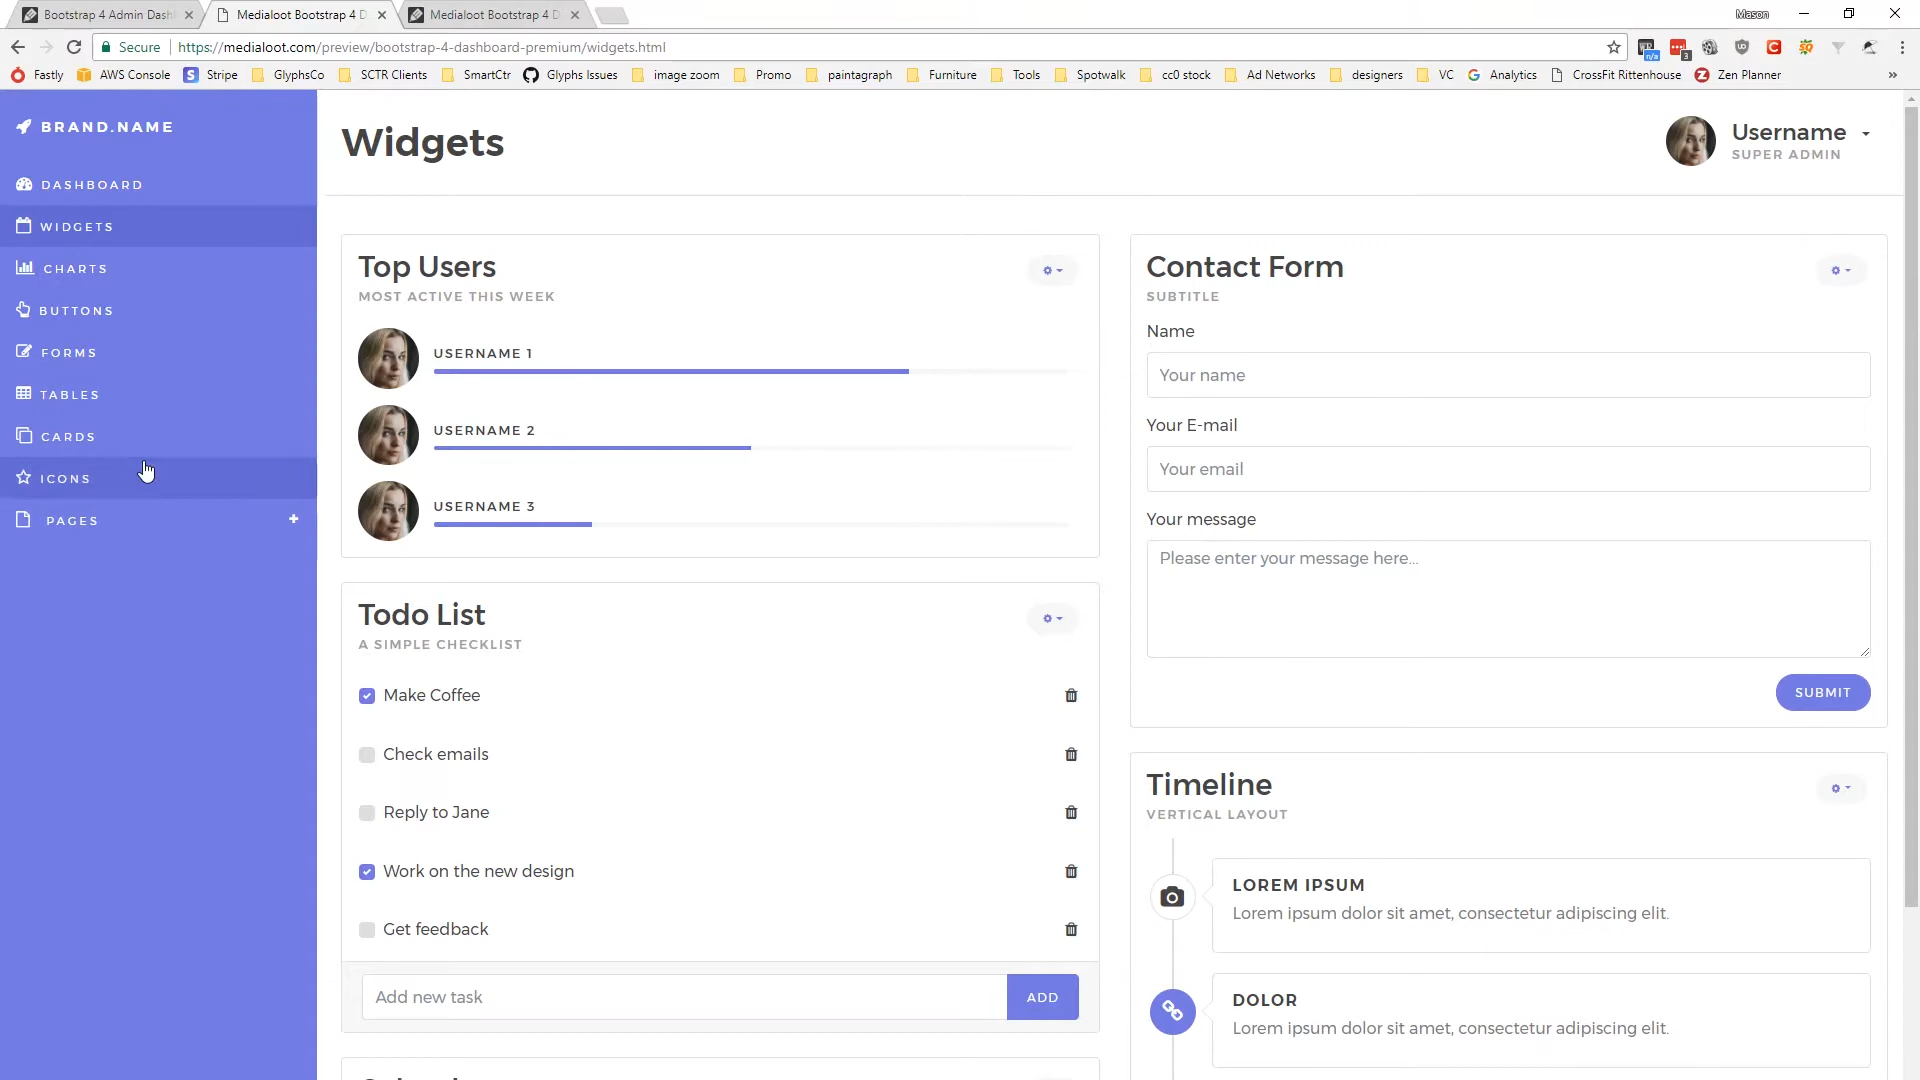 Bootstrap 4 Admin Dash
Medialoot Bootstrap 4 D
Medialoot Bootstrap 4 D
Mason
Secure
https://medialoot.com/preview/bootstrap-4-dashboard-premium/widgets.html
n/a
3
Fastly
AWS Console
Stripe
GlyphsCo
SCTR Clients
SmartCtr
Glyphs Issues
image zoom
Promo
paintagraph
Furniture
Tools
Spotwalk
cc0 stock
Ad Networks
designers
VC
Analytics
CrossFit Rittenhouse
Zen Planner
BRAND.NAME
DASHBOARD
WIDGETS
CHARTS
BUTTONS
FORMS
TABLES
CARDS
ICONS
PAGES
Widgets
Username
SUPER ADMIN
Top Users
MOST ACTIVE THIS WEEK
USERNAME 1
USERNAME 2
USERNAME 3
Todo List
A SIMPLE CHECKLIST
Make Coffee
Check emails
Reply to Jane
Work on the new design
Get feedback
Add new task
ADD
Contact Form
SUBTITLE
Name
Your name
Your E-mail
Your email
Your message
Please enter your message here...
SUBMIT
Timeline
VERTICAL LAYOUT
LOREM IPSUM
Lorem ipsum dolor sit amet, consectetur adipiscing elit.
DOLOR
Lorem ipsum dolor sit amet, consectetur adipiscing elit.